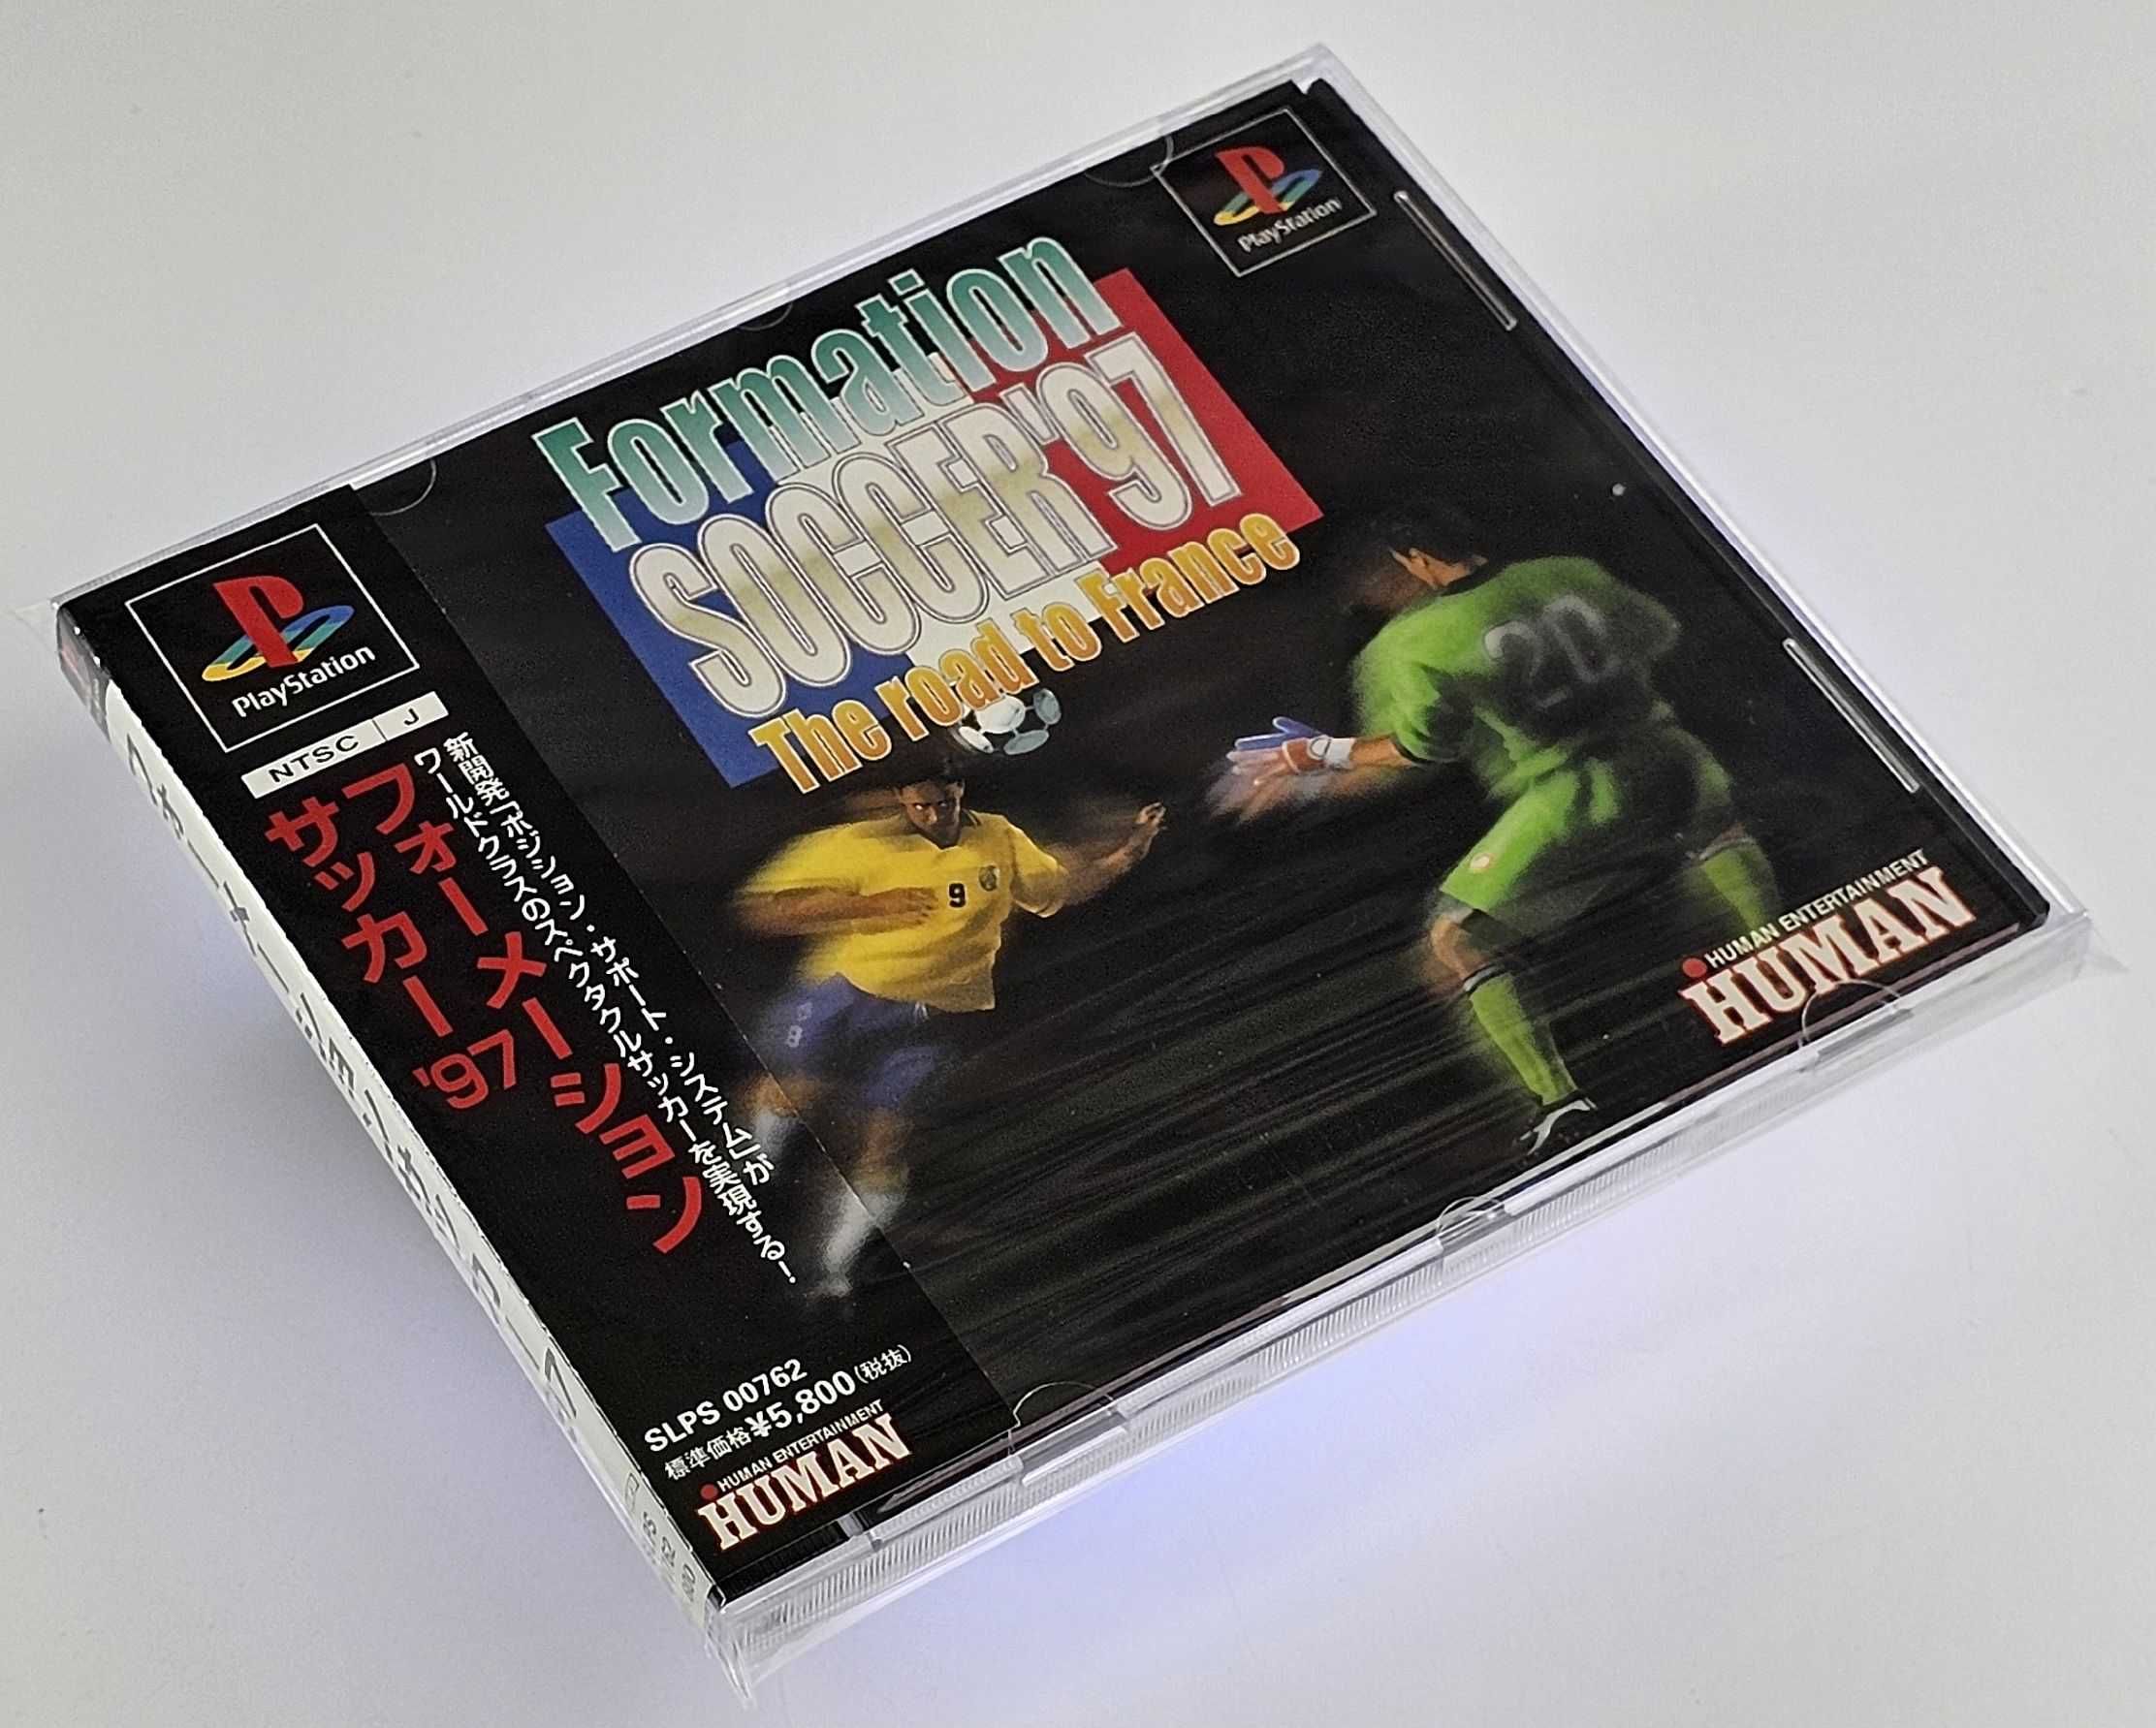 PlayStation
NTSC J
新開発「ポジション・サポート・システム」が
ワールドクラスのスペクタクルサッカーを実現する!
フォーメーション
サッカー'97
SLPS 00762
標準価格¥5,800(税抜)
HUMAN ENTERTAINMENT
HUMAN
Formation
SOCCER'97
The road to France
PlayStation
9
20
HUMAN ENTERTAINMENT
HUMAN